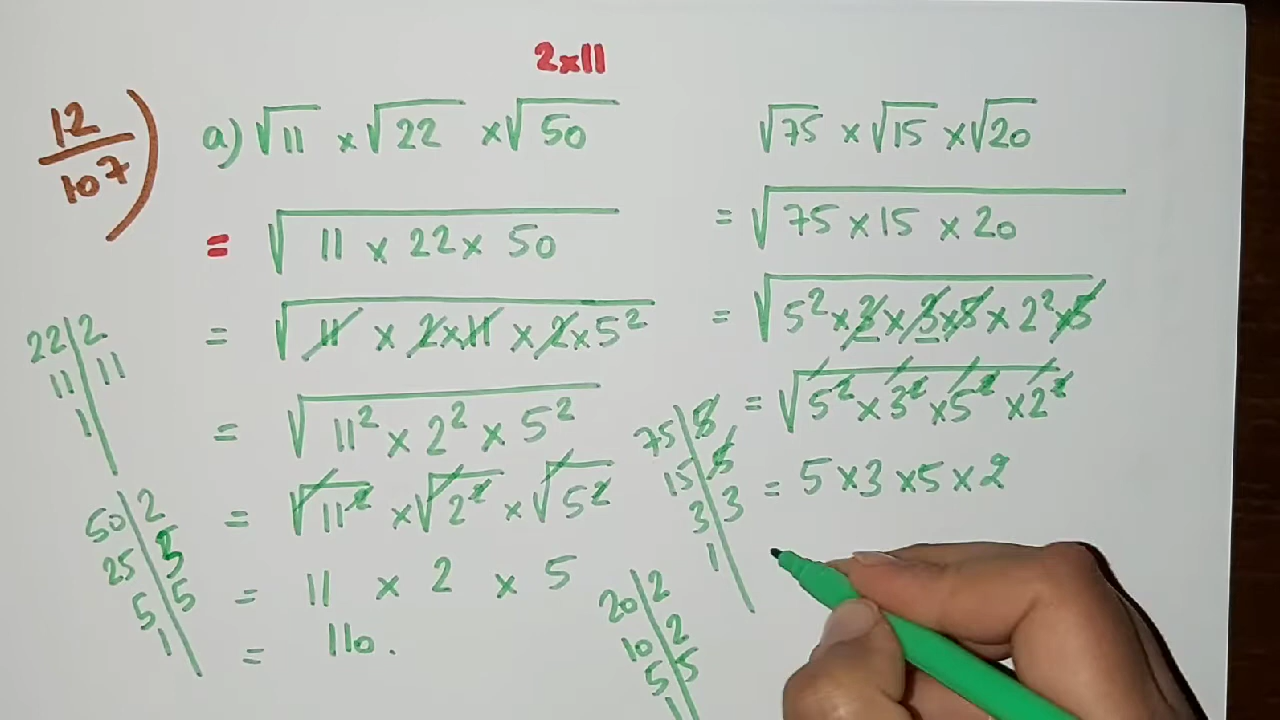 2x11
12/107)
a) √11 x √22 x √50
= √11 x 22 x 50
= √11 x 2x11 x 2x5²
= √11² x 2² x 5²
= √11² x √2² x √5²
= 11 x 2 x 5
= 110.
22 | 2
11 | 11
1
50 | 2
25 | 5
5 | 5
1
√75 x √15 x √20
= √75 x 15 x 20
= √5² x 3 x 3 x 5 x 2² x 5
= √5² x 3² x 5² x 2²
= 5 x 3 x 5 x 2
75 | 5
15 | 5
3 | 3
1
20 | 2
10 | 2
5 | 5
1